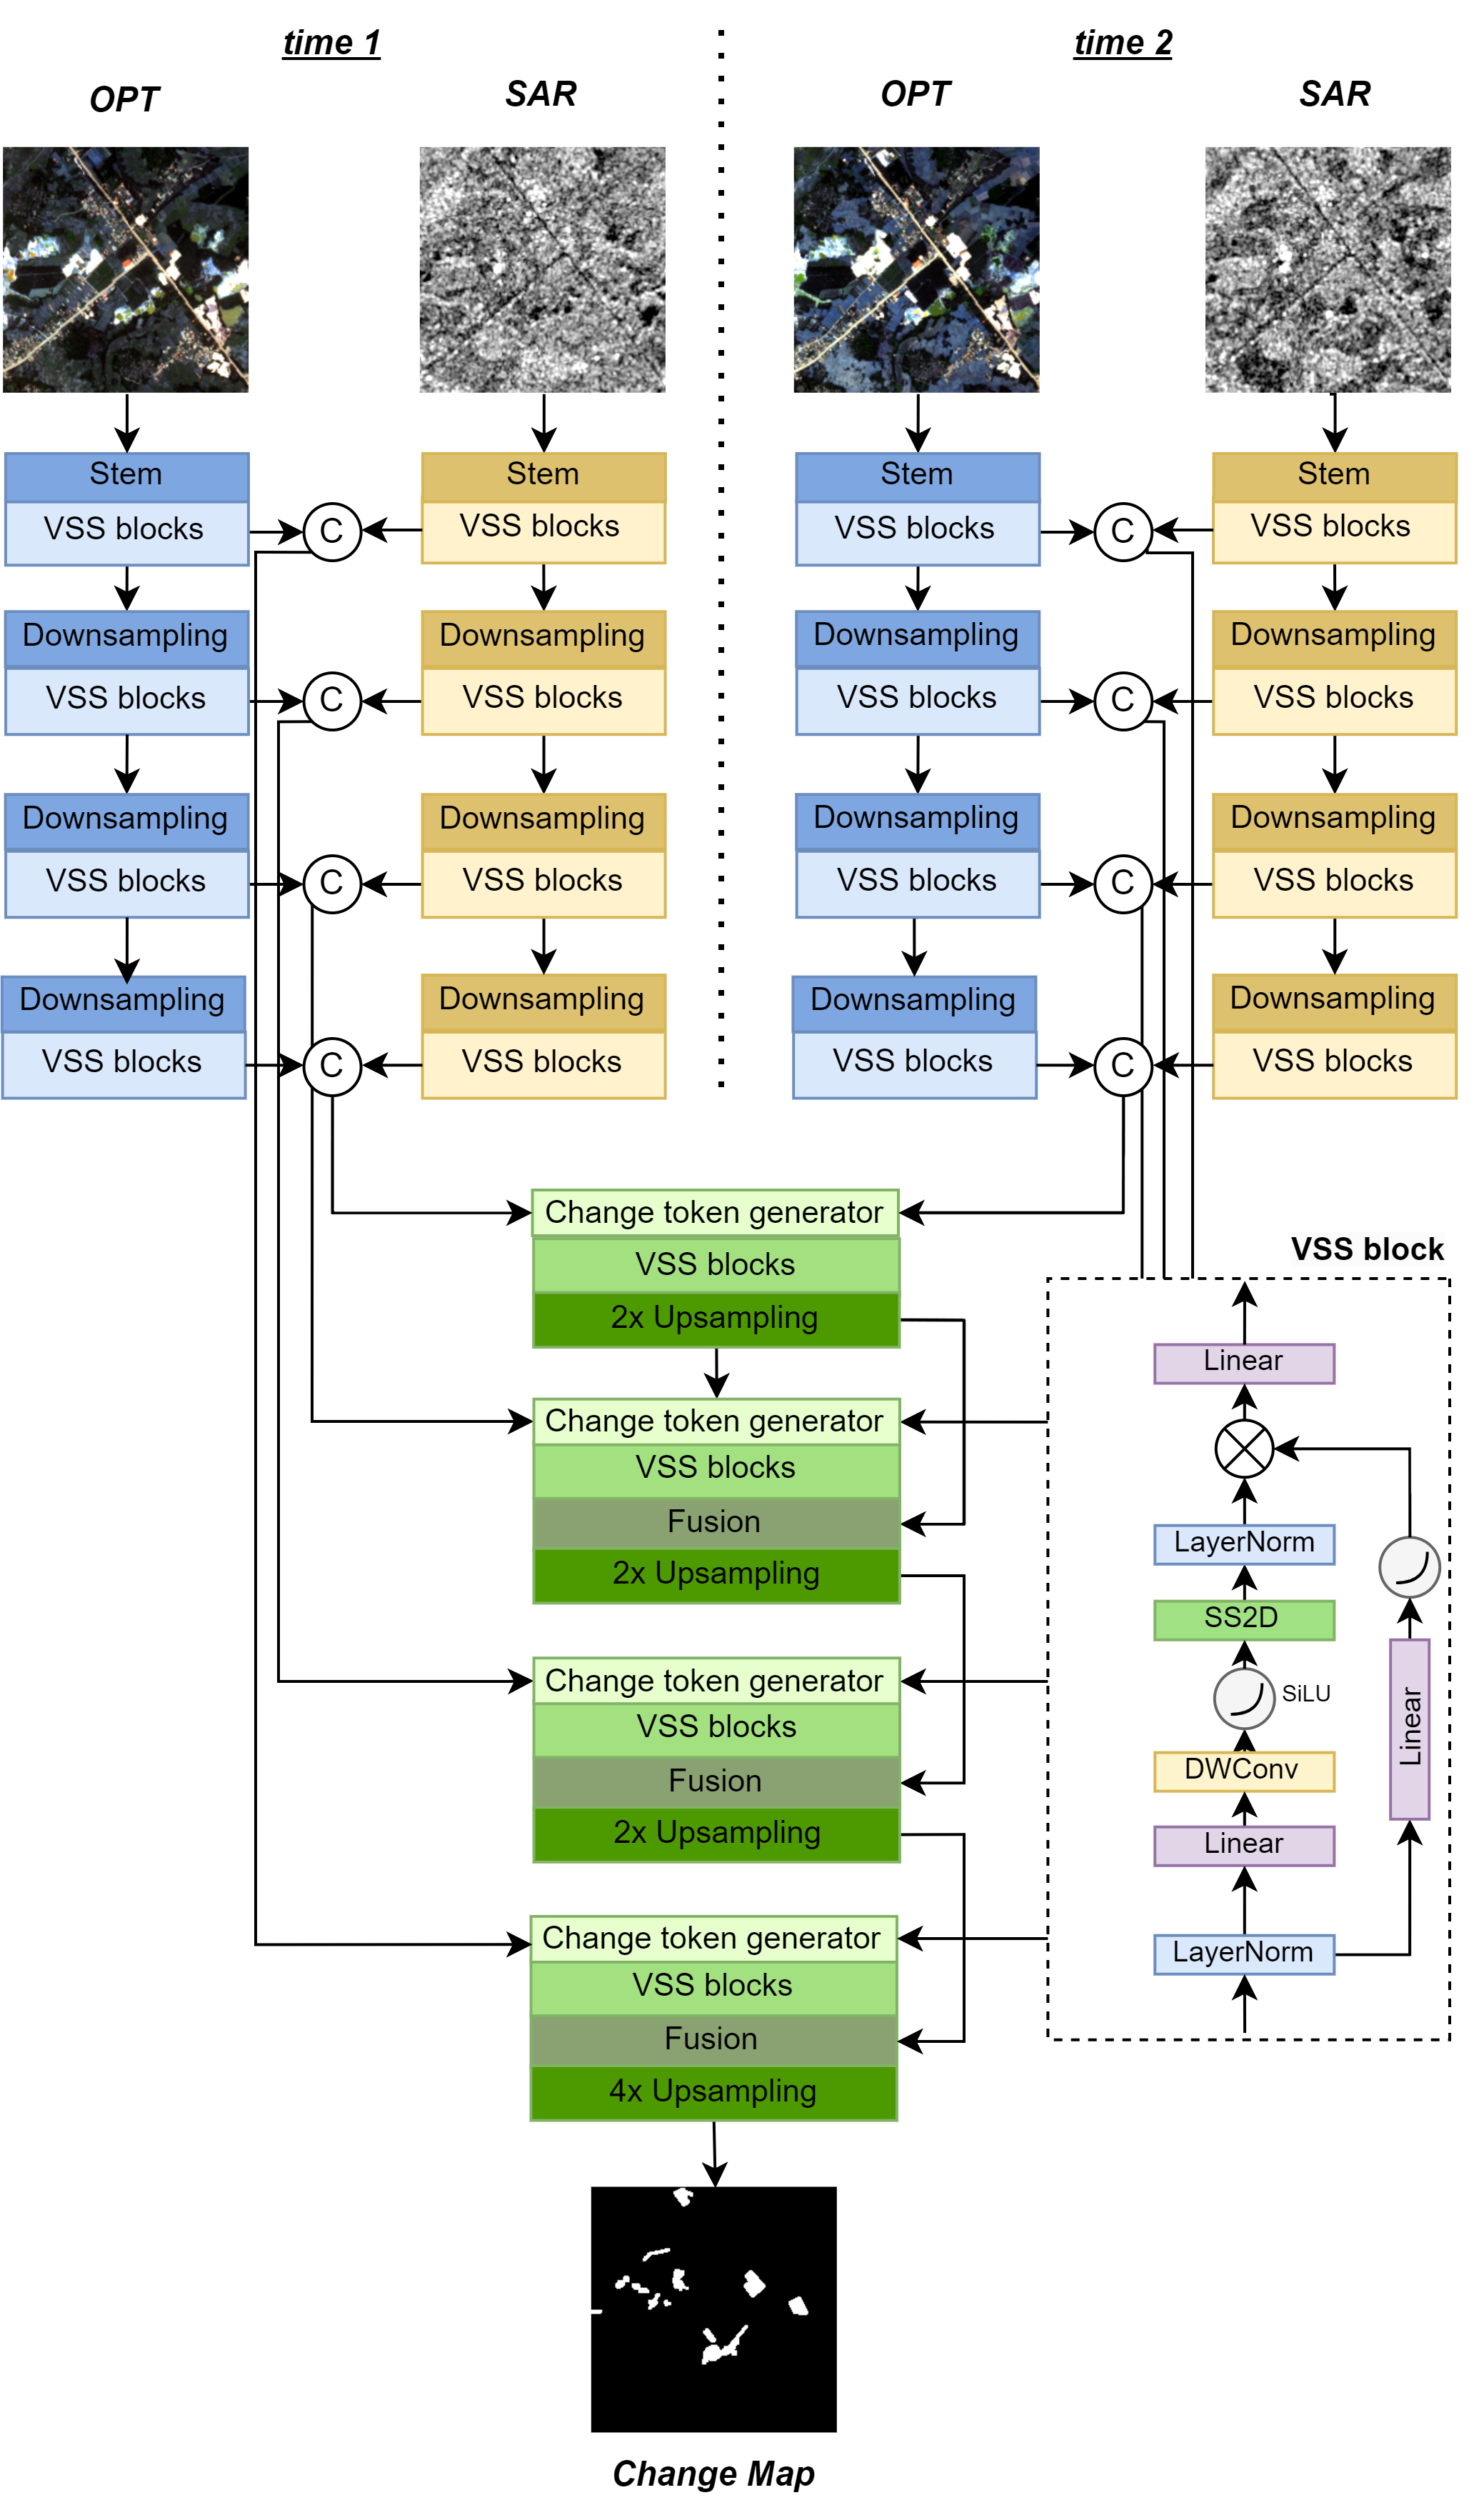 time 1
time 2
OPT
SAR
OPT
SAR
Stem
VSS blocks
C
Stem
VSS blocks
Stem
VSS blocks
C
Stem
VSS blocks
Downsampling
VSS blocks
C
Downsampling
VSS blocks
Downsampling
VSS blocks
C
Downsampling
VSS blocks
Downsampling
VSS blocks
C
Downsampling
VSS blocks
Downsampling
VSS blocks
C
Downsampling
VSS blocks
Downsampling
VSS blocks
C
Downsampling
VSS blocks
Downsampling
VSS blocks
C
Downsampling
VSS blocks
Change token generator
VSS blocks
2x Upsampling
Change token generator
VSS blocks
Fusion
2x Upsampling
Change token generator
VSS blocks
Fusion
2x Upsampling
Change token generator
VSS blocks
Fusion
4x Upsampling
Change Map
VSS block
Linear
LayerNorm
SS2D
SiLU
DWConv
Linear
Linear
LayerNorm